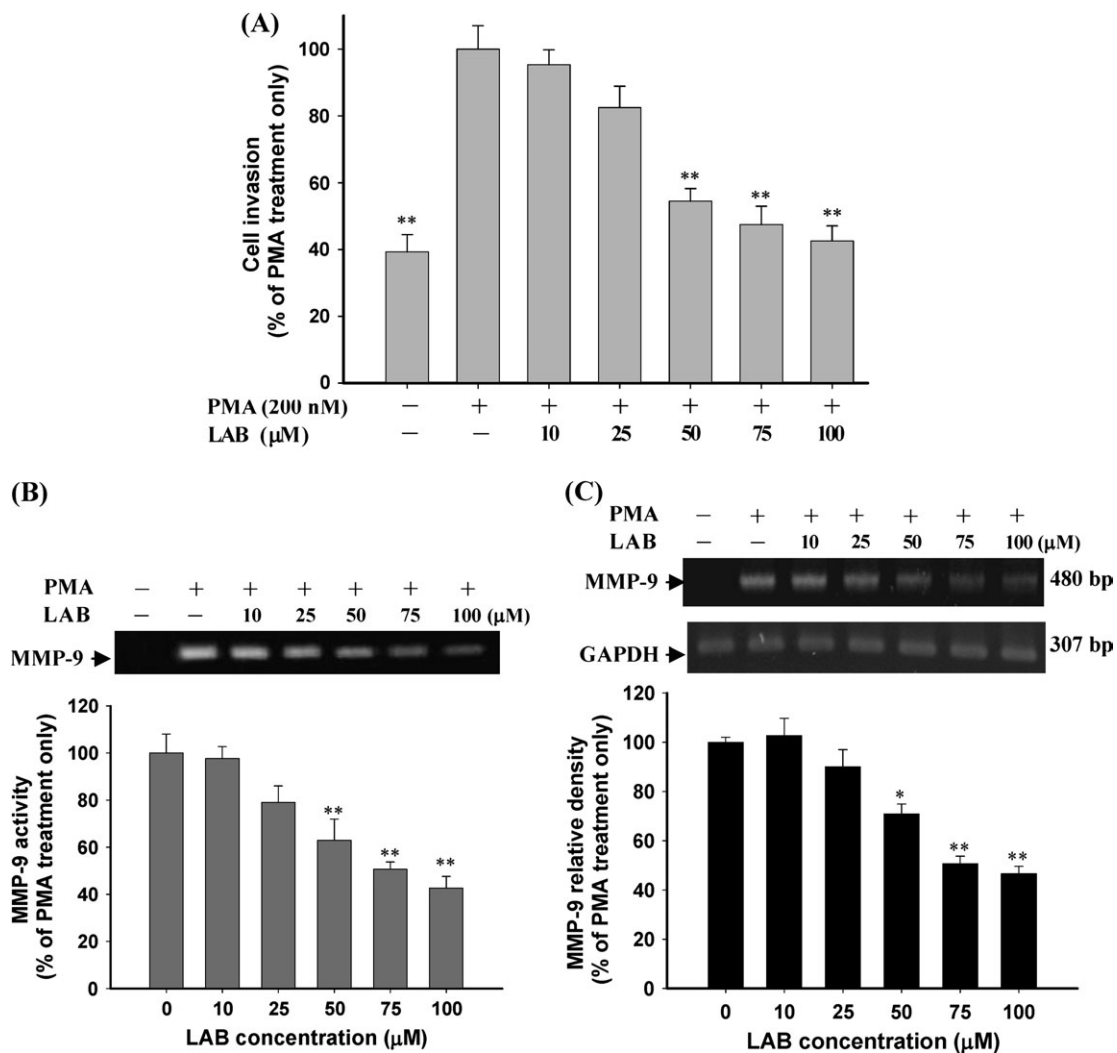 (A)
Cell invasion
(% of PMA treatment only)
100
80
60
40
20
0
**
**
**
**
PMA (200 nM) − + + + + + +
LAB (μM) − − 10 25 50 75 100
(B)
PMA − + + + + + +
LAB − − 10 25 50 75 100 (μM)
MMP-9
MMP-9 activity
(% of PMA treatment only)
120
100
80
60
40
20
0
**
**
**
0 10 25 50 75 100
LAB concentration (μM)
(C)
PMA − + + + + + +
LAB − − 10 25 50 75 100 (μM)
MMP-9 480 bp
GAPDH 307 bp
MMP-9 relative density
(% of PMA treatment only)
120
100
80
60
40
20
0
*
**
**
0 10 25 50 75 100
LAB concentration (μM)